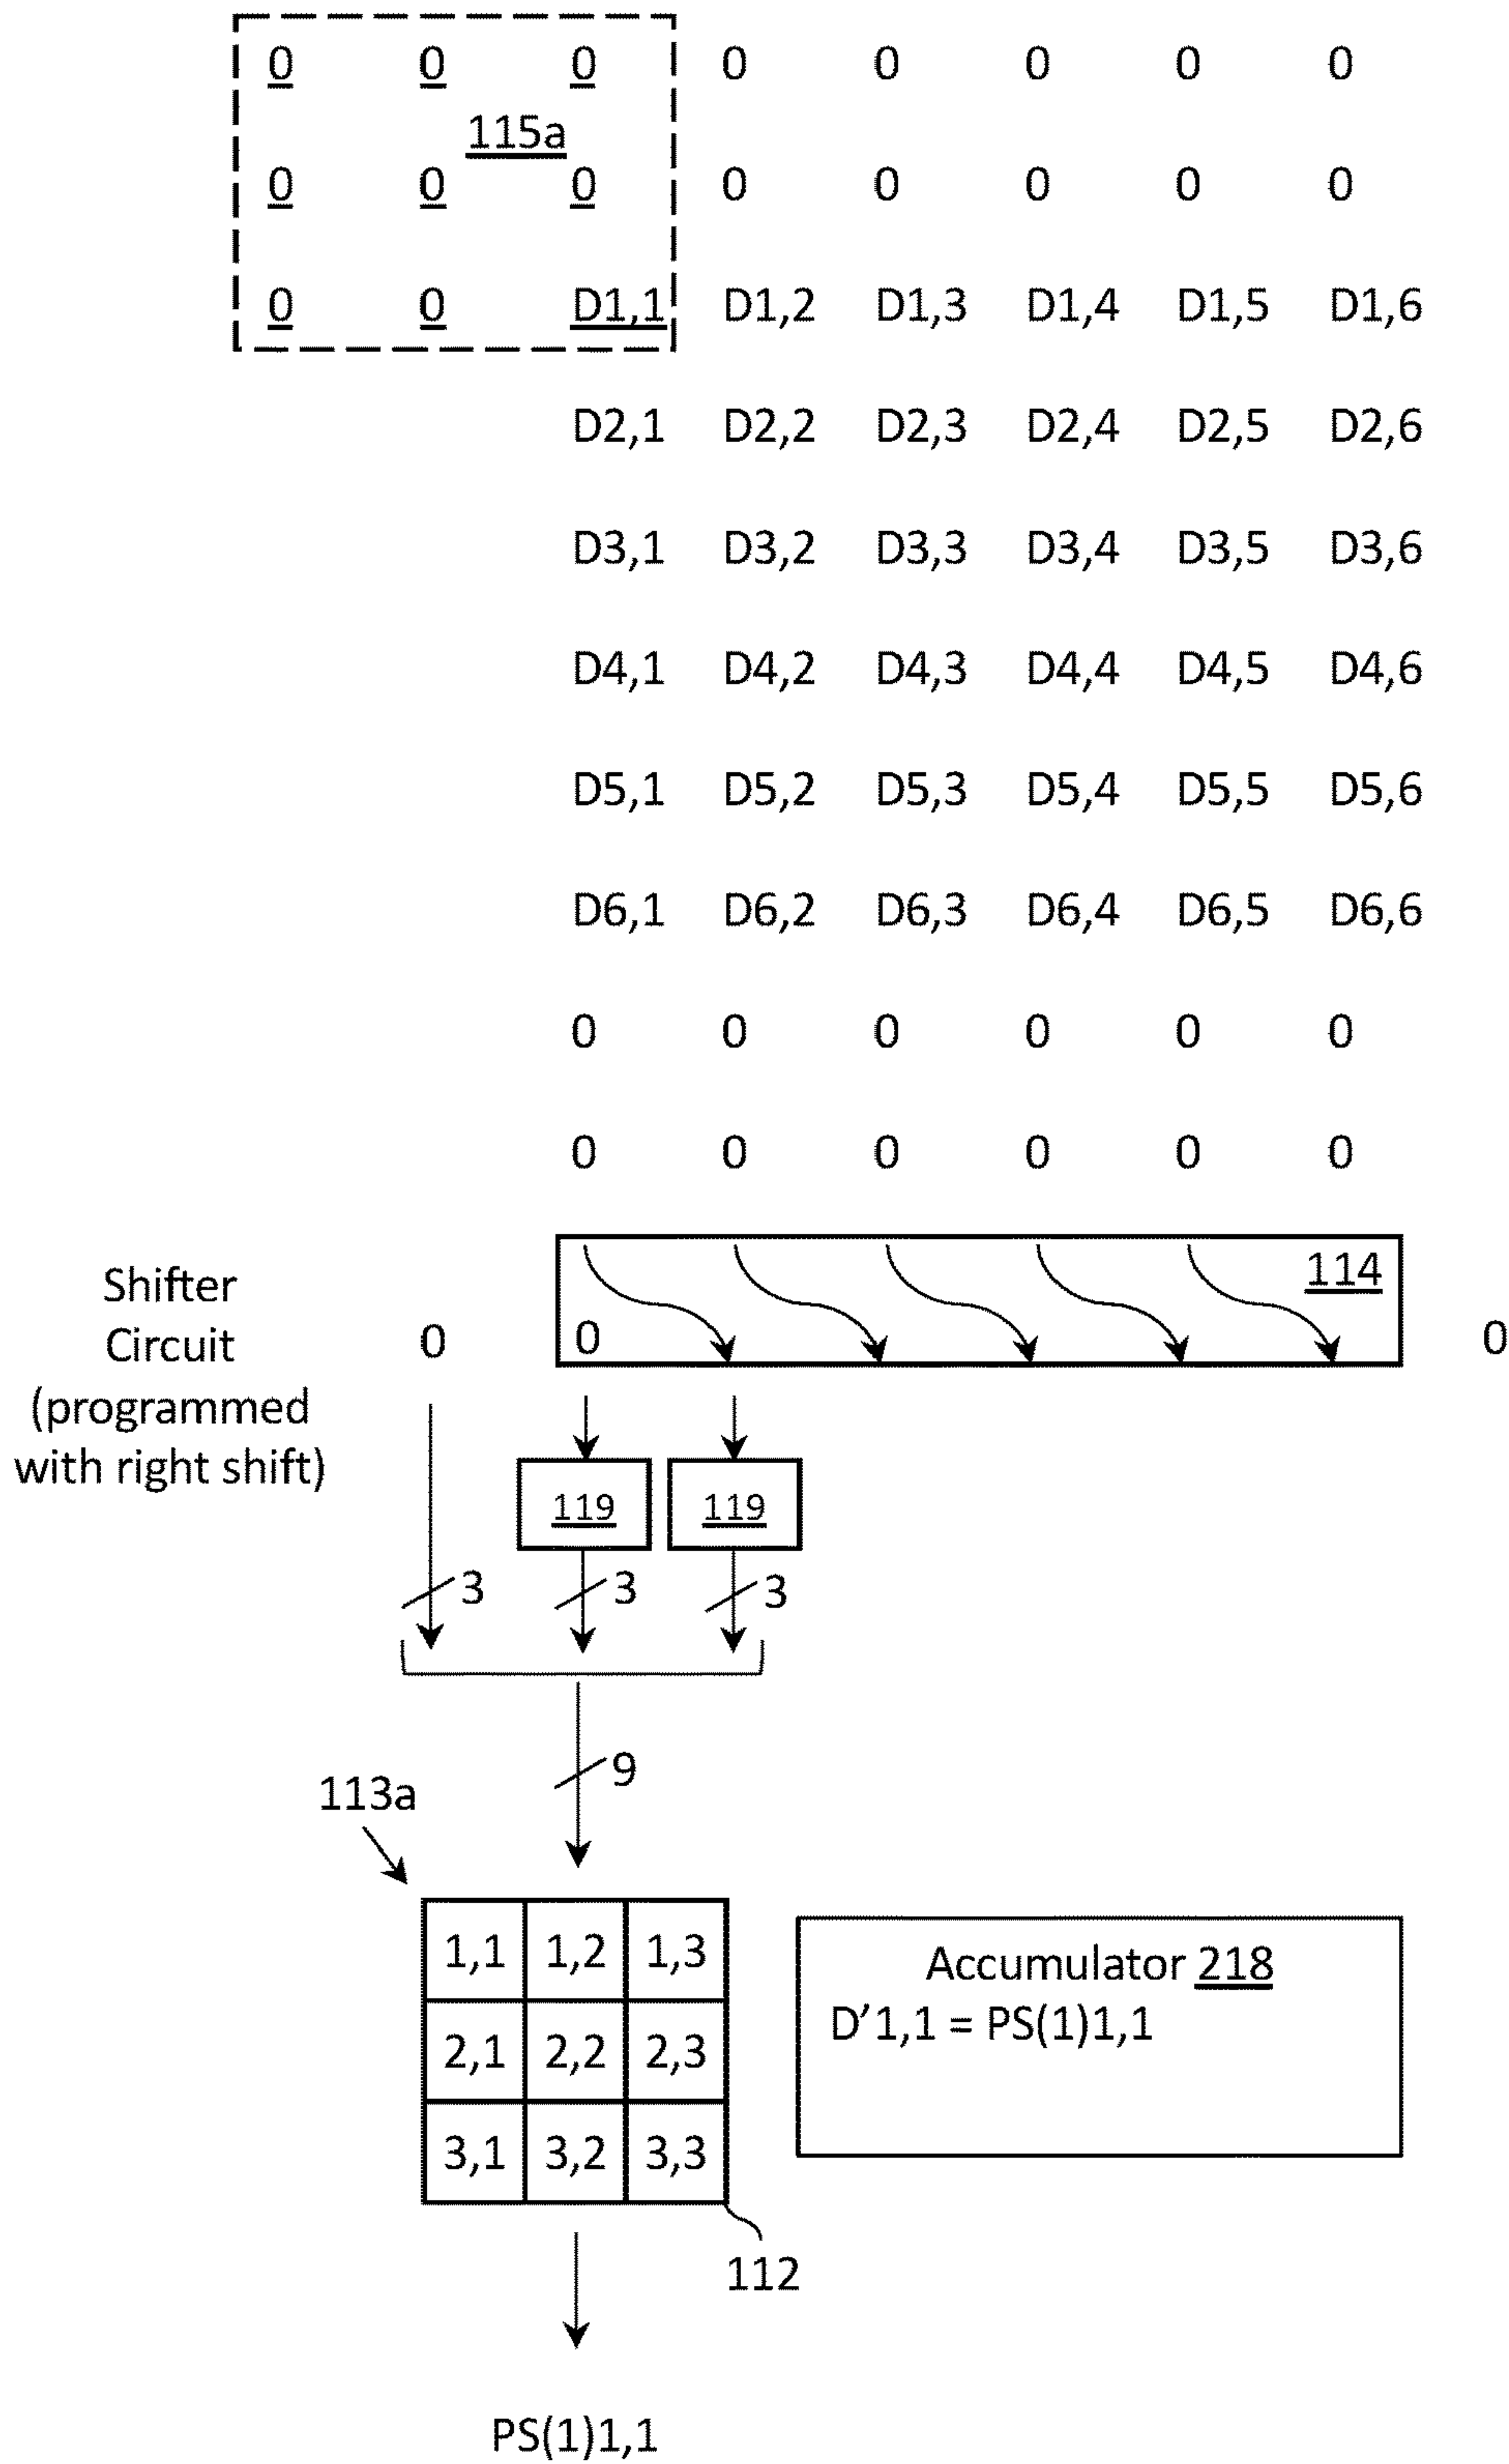 0 0 0 0 0 0 0 0
115a
0 0 0 0 0 0 0 0
0 0 D1,1 D1,2 D1,3 D1,4 D1,5 D1,6
D2,1 D2,2 D2,3 D2,4 D2,5 D2,6
D3,1 D3,2 D3,3 D3,4 D3,5 D3,6
D4,1 D4,2 D4,3 D4,4 D4,5 D4,6
D5,1 D5,2 D5,3 D5,4 D5,5 D5,6
D6,1 D6,2 D6,3 D6,4 D6,5 D6,6
0 0 0 0 0 0
0 0 0 0 0 0
114
Shifter
Circuit
(programmed
with right shift)
0 0 0
119 119
3 3 3
9
113a
1,1 1,2 1,3
2,1 2,2 2,3
3,1 3,2 3,3
112
Accumulator 218
D’1,1 = PS(1)1,1
PS(1)1,1